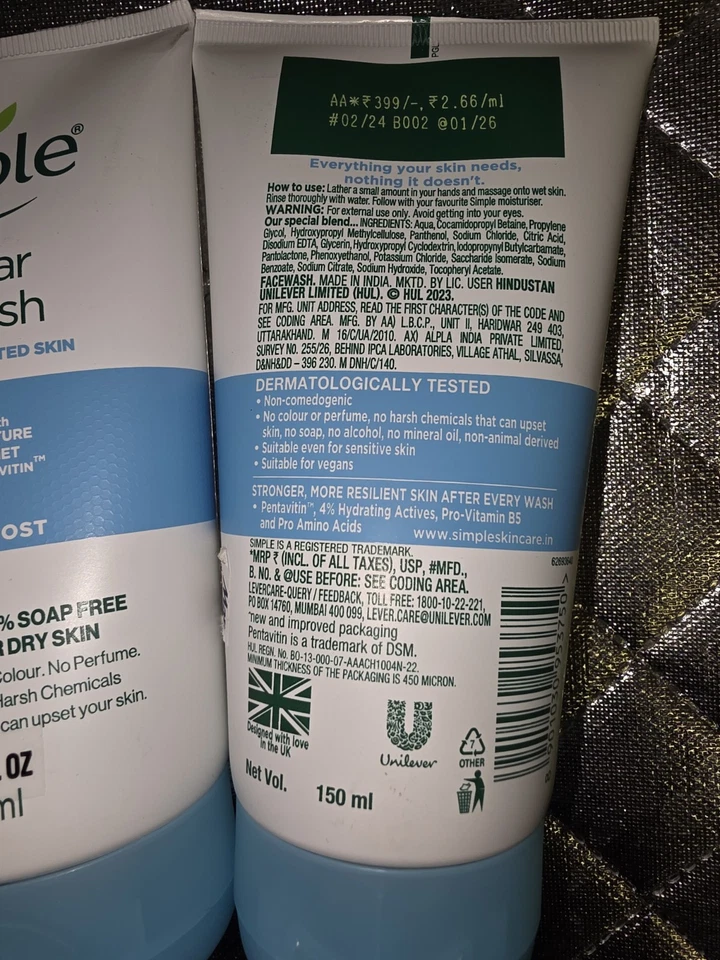 ple®
ar
sh
TED SKIN
th
TURE
ET
AVITIN™
OST
% SOAP FREE
R DRY SKIN
Colour. No Perfume.
Harsh Chemicals
can upset your skin.
. OZ
ml
PGL
AA*₹399/-,₹2.66/ml
#02/24 B002 @01/26
Everything your skin needs,
nothing it doesn't.
How to use: Lather a small amount in your hands and massage onto wet skin.
Rinse thoroughly with water. Follow with your favourite Simple moisturiser.
WARNING: For external use only. Avoid getting into your eyes.
Our special blend... INGREDIENTS: Aqua, Cocamidopropyl Betaine, Propylene
Glycol, Hydroxypropyl Methylcellulose, Panthenol, Sodium Chloride, Citric Acid,
Disodium EDTA, Glycerin, Hydroxypropyl Cyclodextrin, Iodopropynyl Butylcarbamate,
Pantolactone, Phenoxyethanol, Potassium Chloride, Saccharide Isomerate, Sodium
Benzoate, Sodium Citrate, Sodium Hydroxide, Tocopheryl Acetate.
FACEWASH. MADE IN INDIA. MKTD. BY LIC. USER HINDUSTAN
UNILEVER LIMITED (HUL). © HUL 2023.
FOR MFG. UNIT ADDRESS, READ THE FIRST CHARACTER(S) OF THE CODE AND
SEE CODING AREA. MFG. BY AA) L.B.C.P., UNIT II, HARIDWAR 249 403,
UTTARAKHAND. M 16/C/UA/2010. AX) ALPLA INDIA PRIVATE LIMITED,
SURVEY NO. 255/26, BEHIND IPCA LABORATORIES, VILLAGE ATHAL, SILVASSA,
D&NH&DD – 396 230. M DNH/C/140.
DERMATOLOGICALLY TESTED
• Non-comedogenic
• No colour or perfume, no harsh chemicals that can upset
skin, no soap, no alcohol, no mineral oil, non-animal derived
• Suitable even for sensitive skin
• Suitable for vegans
STRONGER, MORE RESILIENT SKIN AFTER EVERY WASH
• Pentavitin™, 4% Hydrating Actives, Pro-Vitamin B5
and Pro Amino Acids
www.simpleskincare.in
SIMPLE IS A REGISTERED TRADEMARK.
*MRP ₹ (INCL. OF ALL TAXES), USP, #MFD.,
B. NO. & @USE BEFORE: SEE CODING AREA.
LEVERCARE-QUERY / FEEDBACK, TOLL FREE: 1800-10-22-221,
PO BOX 14760, MUMBAI 400 099, LEVER.CARE@UNILEVER.COM
*new and improved packaging
Pentavitin is a trademark of DSM.
HUL REGN. No. BO-13-000-07-AAACH1004N-22.
MINIMUM THICKNESS OF THE PACKAGING IS 450 MICRON.
Designed with love
in the UK
Unilever
7
OTHER
Net Vol.
150 ml